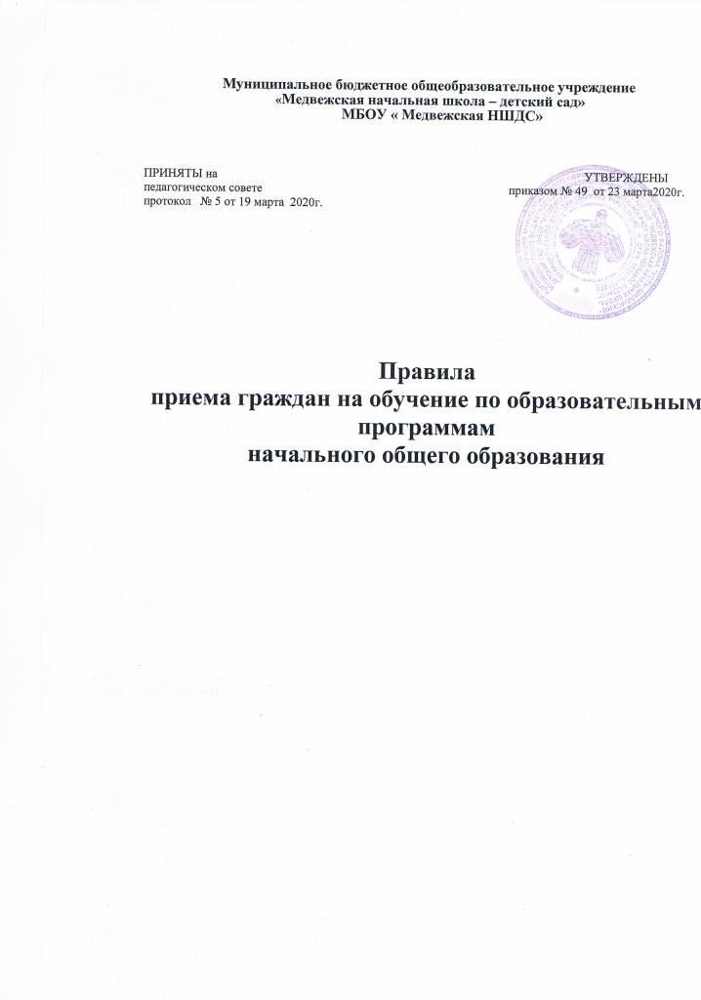 Муниципальное бюджетное общеобразовательное учреждение
«Медвежская начальная школа – детский сад»
МБОУ « Медвежская НШДС»
ПРИНЯТЫ на
педагогическом совете
протокол № 5 от 19 марта 2020г.
УТВЕРЖДЕНЫ
приказом № 49 от 23 марта2020г.
Правила
приема граждан на обучение по образовательным
программам
начального общего образования